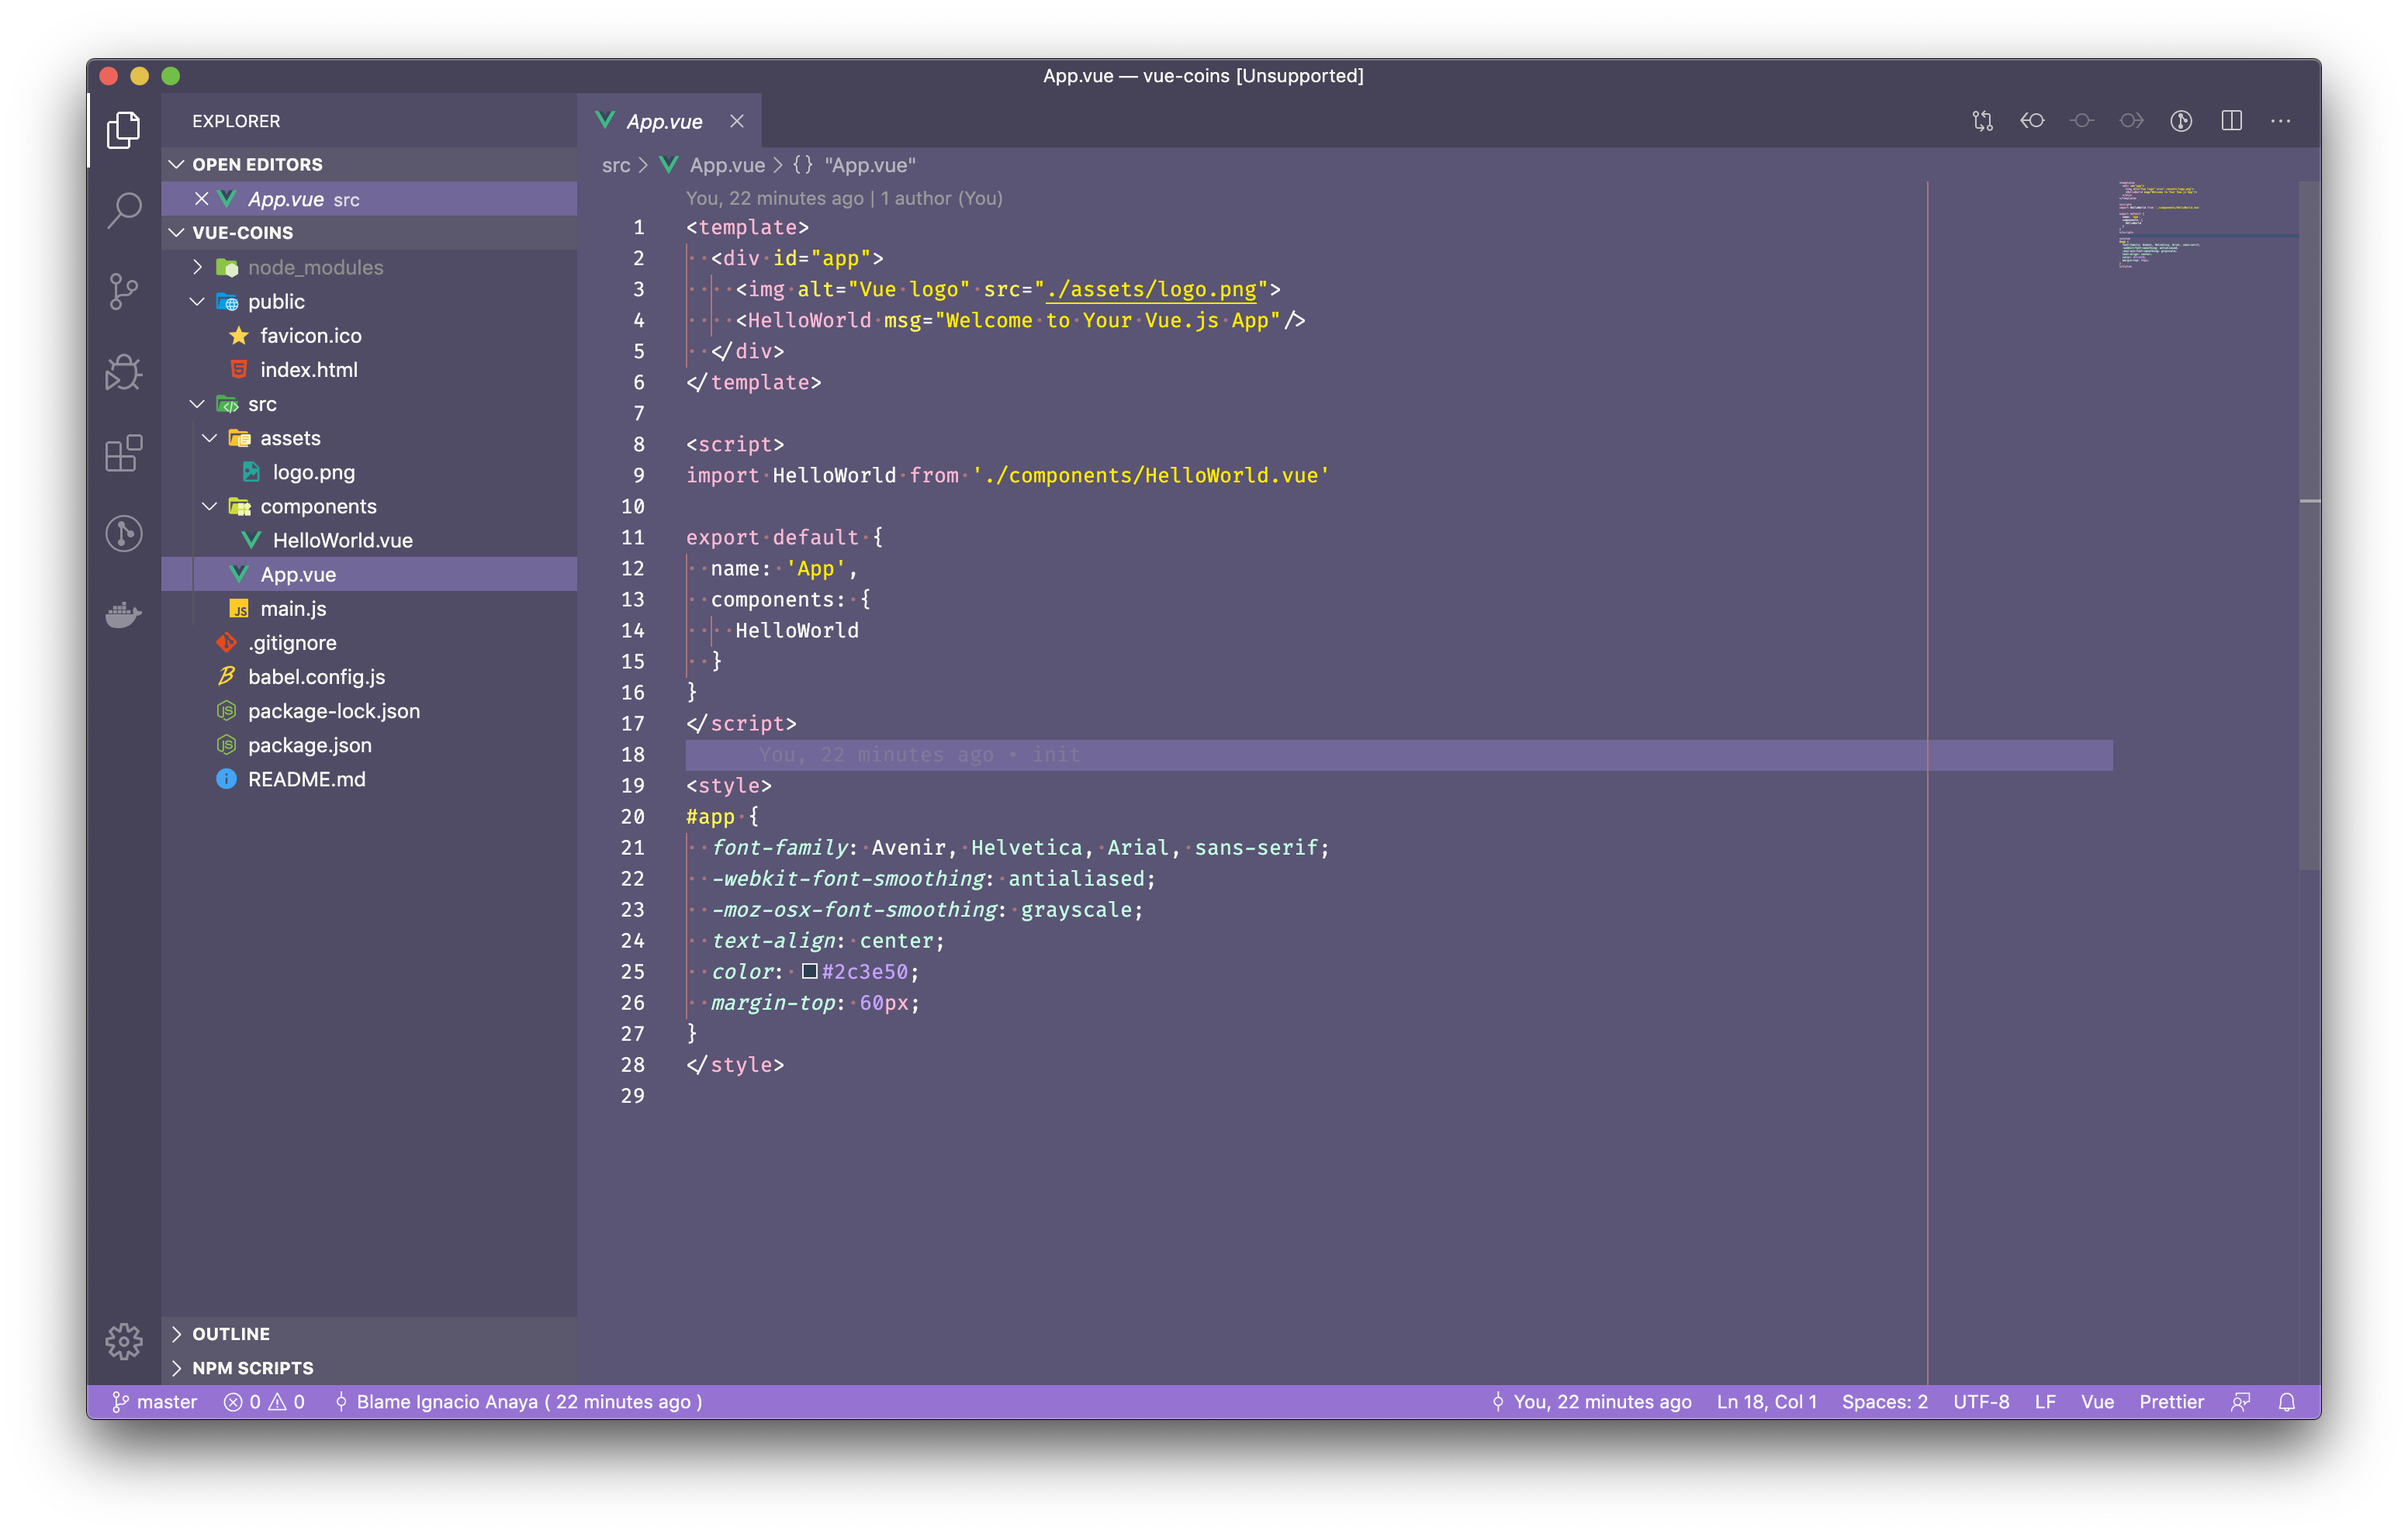 App.vue — vue-coins [Unsupported]
EXPLORER
OPEN EDITORS
App.vue src
VUE-COINS
node_modules
public
favicon.ico
index.html
src
assets
logo.png
components
HelloWorld.vue
App.vue
main.js
.gitignore
babel.config.js
package-lock.json
package.json
README.md
OUTLINE
NPM SCRIPTS
App.vue
src > App.vue > {} "App.vue"
You, 22 minutes ago | 1 author (You)
1 <template>
2   <div id="app">
3     <img alt="Vue logo" src="./assets/logo.png">
4     <HelloWorld msg="Welcome to Your Vue.js App"/>
5   </div>
6 </template>
7
8 <script>
9 import HelloWorld from './components/HelloWorld.vue'
10
11 export default {
12   name: 'App',
13   components: {
14     HelloWorld
15   }
16 }
17 </script>
18 You, 22 minutes ago • init
19 <style>
20 #app {
21   font-family: Avenir, Helvetica, Arial, sans-serif;
22   -webkit-font-smoothing: antialiased;
23   -moz-osx-font-smoothing: grayscale;
24   text-align: center;
25   color: #2c3e50;
26   margin-top: 60px;
27 }
28 </style>
29
master 0 0 Blame Ignacio Anaya ( 22 minutes ago ) You, 22 minutes ago Ln 18, Col 1 Spaces: 2 UTF-8 LF Vue Prettier